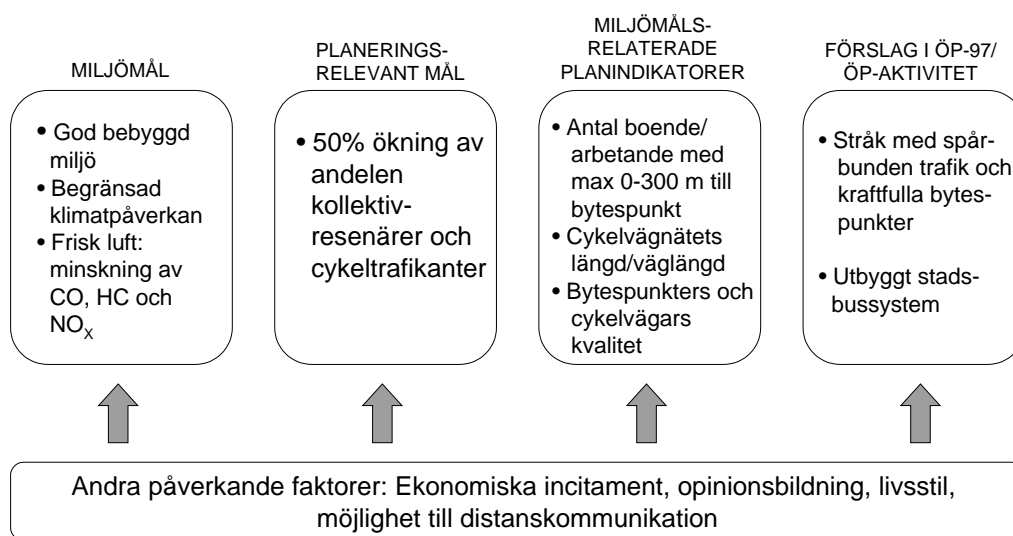 MILJÖMÅL
• God bebyggd
miljö
• Begränsad
klimatpåverkan
• Frisk luft:
minskning av
CO, HC och
NOX
PLANERINGS-
RELEVANT MÅL
• 50% ökning av
andelen
kollektiv-
resenärer och
cykeltrafikanter
MILJÖMÅLS-
RELATERADE
PLANINDIKATORER
• Antal boende/
arbetande med
max 0-300 m till
bytespunkt
• Cykelvägnätets
längd/väglängd
• Bytespunkters och
cykelvägars
kvalitet
FÖRSLAG I ÖP-97/
ÖP-AKTIVITET
• Stråk med spår-
bunden trafik och
kraftfulla bytes-
punkter
• Utbyggt stads-
bussystem
Andra påverkande faktorer: Ekonomiska incitament, opinionsbildning, livsstil,
möjlighet till distanskommunikation